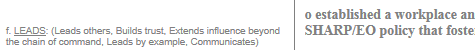 o established a workplace an
SHARP/EO policy that foste
f. LEADS: (Leads others, Builds trust, Extends influence beyond
the chain of command, Leads by example, Communicates)